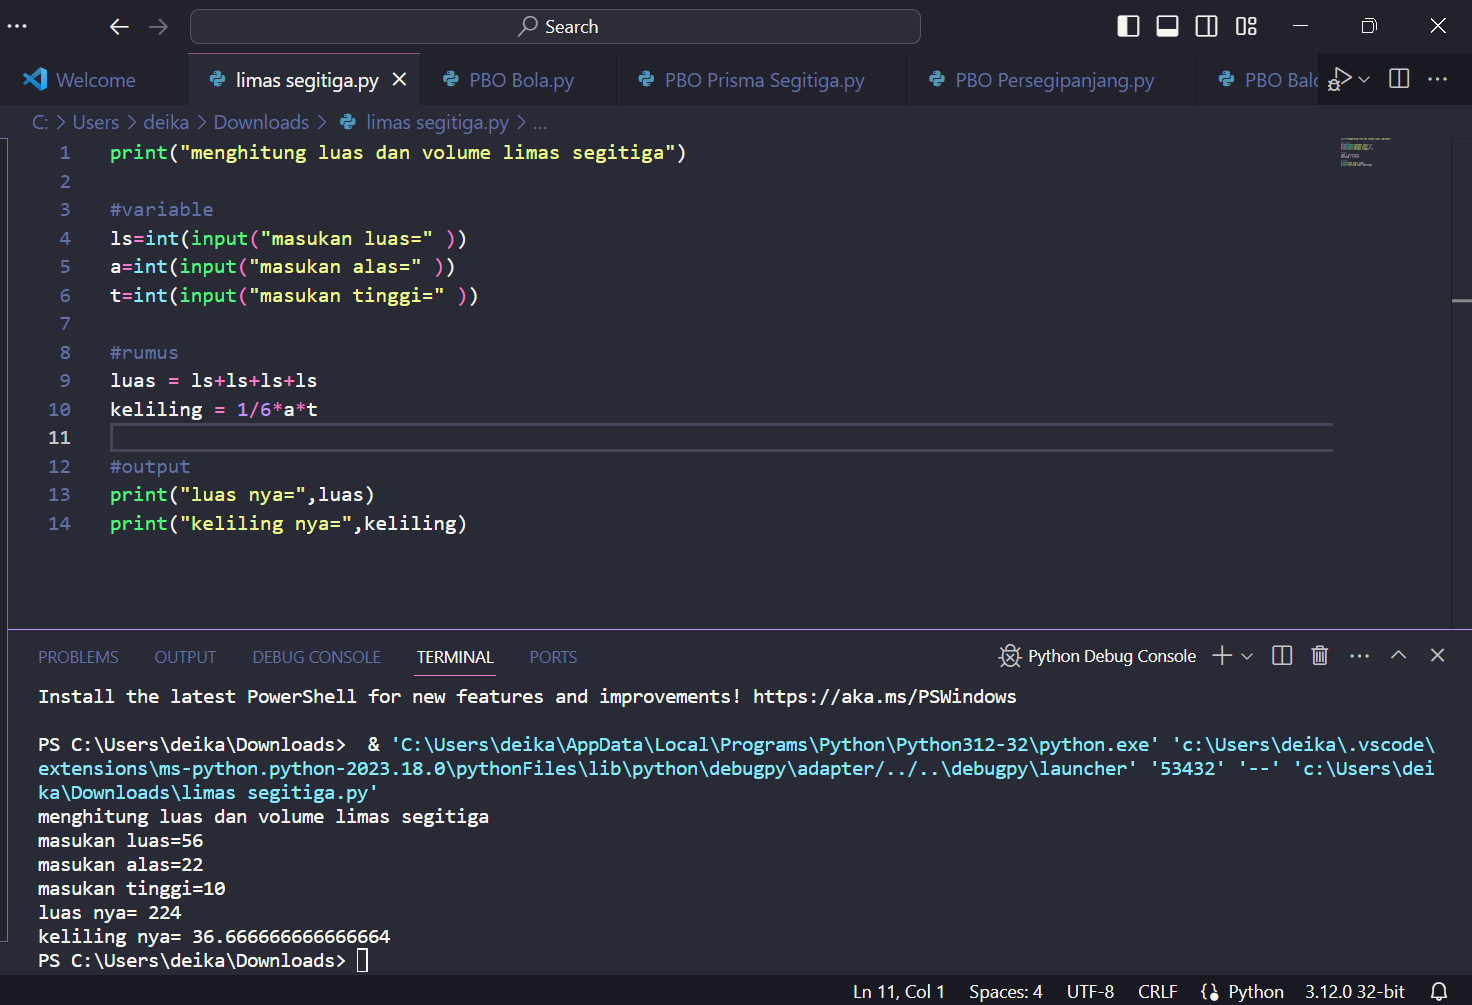 Search
Welcome
limas segitiga.py
PBO Bola.py
PBO Prisma Segitiga.py
PBO Persegipanjang.py
PBO Bal
C: > Users > deika > Downloads > limas segitiga.py > ...
1 print("menghitung luas dan volume limas segitiga")
2
3 #variable
4 ls=int(input("masukan luas=" ))
5 a=int(input("masukan alas=" ))
6 t=int(input("masukan tinggi=" ))
7
8 #rumus
9 luas = ls+ls+ls+ls
10 keliling = 1/6*a*t
11
12 #output
13 print("luas nya=",luas)
14 print("keliling nya=",keliling)
PROBLEMS OUTPUT DEBUG CONSOLE TERMINAL PORTS
Python Debug Console
Install the latest PowerShell for new features and improvements! https://aka.ms/PSWindows
PS C:\Users\deika\Downloads>  & 'C:\Users\deika\AppData\Local\Programs\Python\Python312-32\python.exe' 'c:\Users\deika\.vscode\
extensions\ms-python.python-2023.18.0\pythonFiles\lib\python\debugpy\adapter/../..\debugpy\launcher' '53432' '--' 'c:\Users\dei
ka\Downloads\limas segitiga.py'
menghitung luas dan volume limas segitiga
masukan luas=56
masukan alas=22
masukan tinggi=10
luas nya= 224
keliling nya= 36.666666666666664
PS C:\Users\deika\Downloads>
Ln 11, Col 1 Spaces: 4 UTF-8 CRLF Python 3.12.0 32-bit